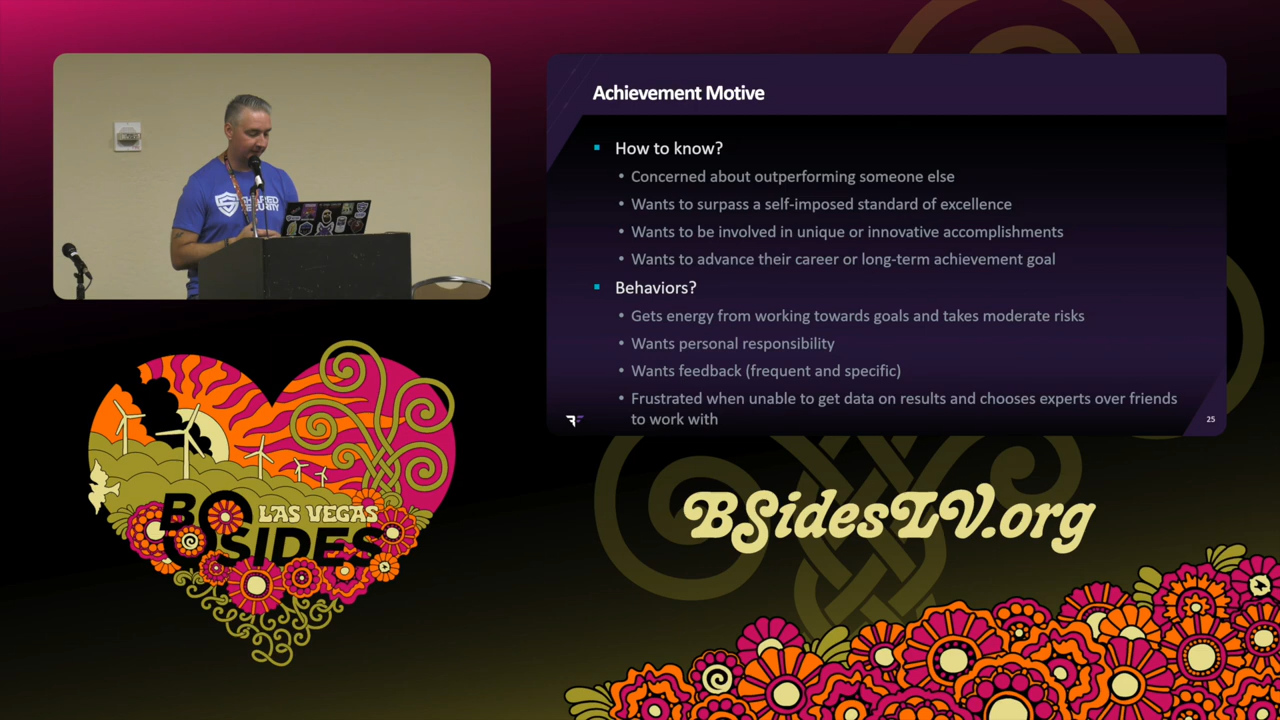 SHARED
SECURITY
Achievement Motive
How to know?
Concerned about outperforming someone else
Wants to surpass a self-imposed standard of excellence
Wants to be involved in unique or innovative accomplishments
Wants to advance their career or long-term achievement goal
Behaviors?
Gets energy from working towards goals and takes moderate risks
Wants personal responsibility
Wants feedback (frequent and specific)
Frustrated when unable to get data on results and chooses experts over friends
to work with
25
LAS VEGAS
BSIDES
BSidesLV.org